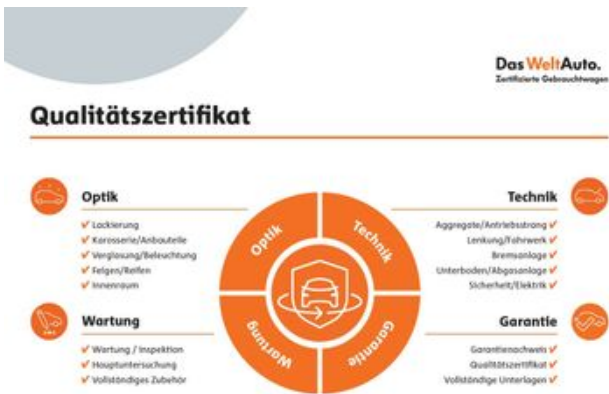 Das WeltAuto.
Zertifizierte Gebrauchtwagen
Qualitätszertifikat
Optik
✔ Lackierung
✔ Karosserie/Anbauteile
✔ Verglasung/Beleuchtung
✔ Felgen/Reifen
✔ Innenraum
Wartung
✔ Wartung / Inspektion
✔ Hauptuntersuchung
✔ Vollständiges Zubehör
Optik
Technik
Wartung
Garantie
Technik
Aggregate/Antriebsstrang ✔
Lenkung/Fahrwerk ✔
Bremsanlage ✔
Unterboden/Abgasanlage ✔
Sicherheit/Elektrik ✔
Garantie
Garantienachweis ✔
Qualitätszertifikat ✔
Vollständige Unterlagen ✔